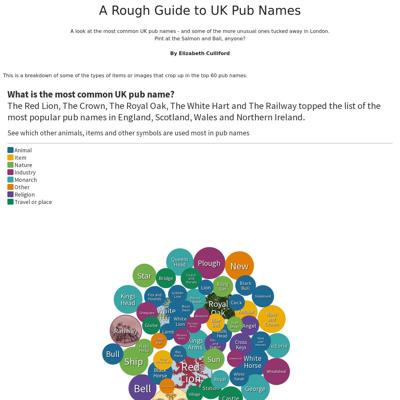 A Rough Guide to UK Pub Names
A look at the most common UK pub names - and some of the more unusual ones tucked away in London.
Pint at the Salmon and Ball, anyone?
By Elizabeth Culliford
This is a breakdown of some of the types of items or images that crop up in the top 60 pub names.
What is the most common UK pub name?
The Red Lion, The Crown, The Royal Oak, The White Hart and The Railway topped the list of the
most popular pub names in England, Scotland, Wales and Northern Ireland.
See which other animals, items and other symbols are used most in pub names
Animal
Item
Nature
Industry
Monarch
Other
Religion
Travel or place
Queens
Head
Plough
New
Star
Bridge
Lion
Black
Bull
Kings
Head
Royal
Oak
Cock
White
Lion
Globe
Angel
Railway
Kings
Arms
Cross
Keys
Victoria
Bull
Ship
Sun
White
Horse
Red
Lion
Royal
Wheatsheaf
Bell
Station
George
Village
Castle